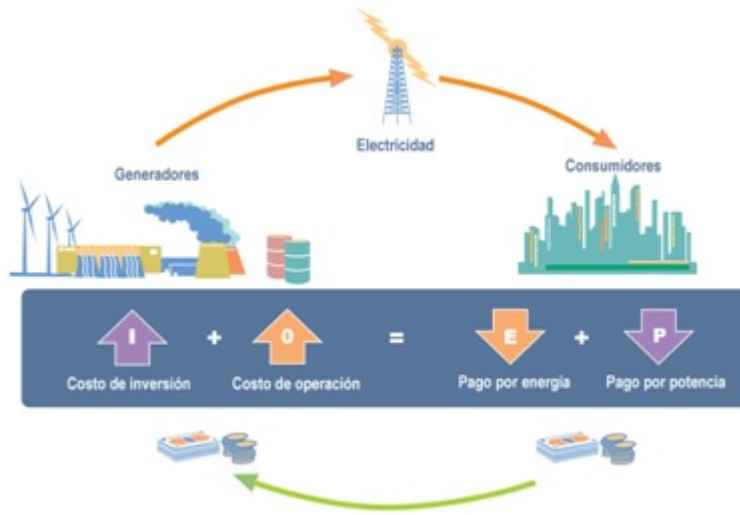 Electricidad
Generadores
Consumidores
I + O = E + P
Costo de inversión
Costo de operación
Pago por energía
Pago por potencia